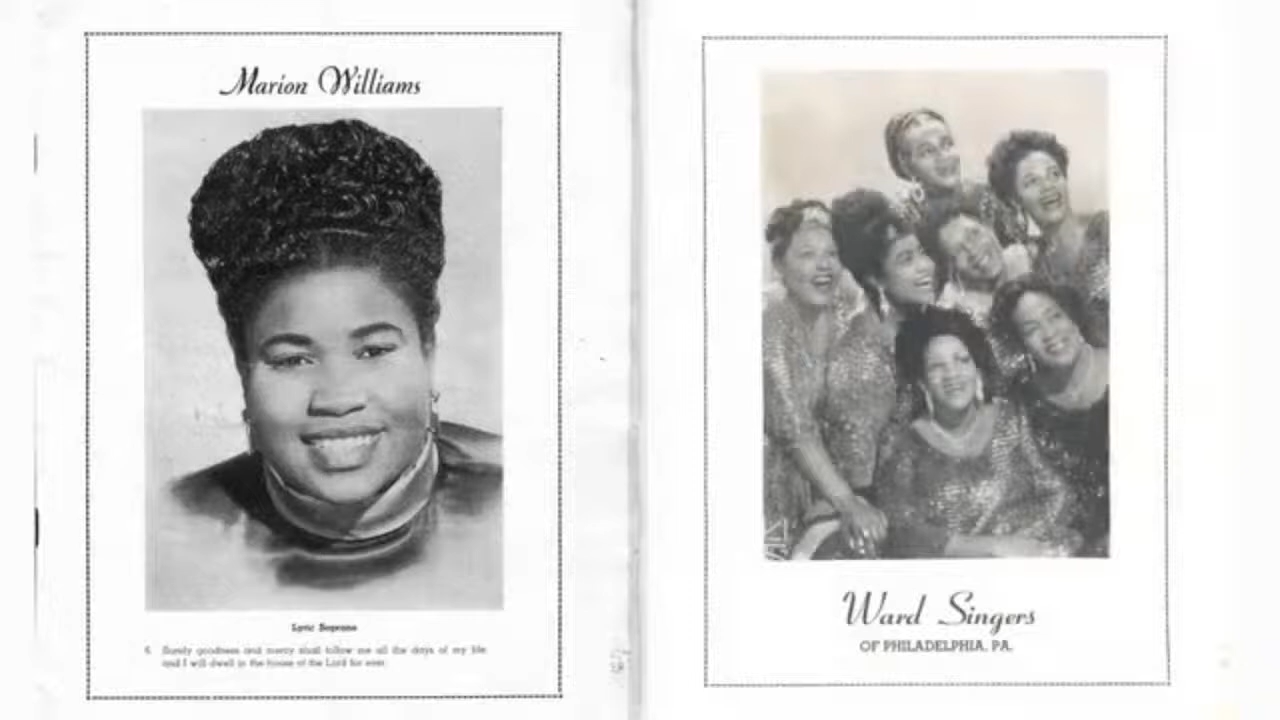 Marion Williams
Lyric Soprano
6. Surely goodness and mercy shall follow me all the days of my life:
and I will dwell in the house of the Lord for ever.
Ward Singers
OF PHILADELPHIA, PA.